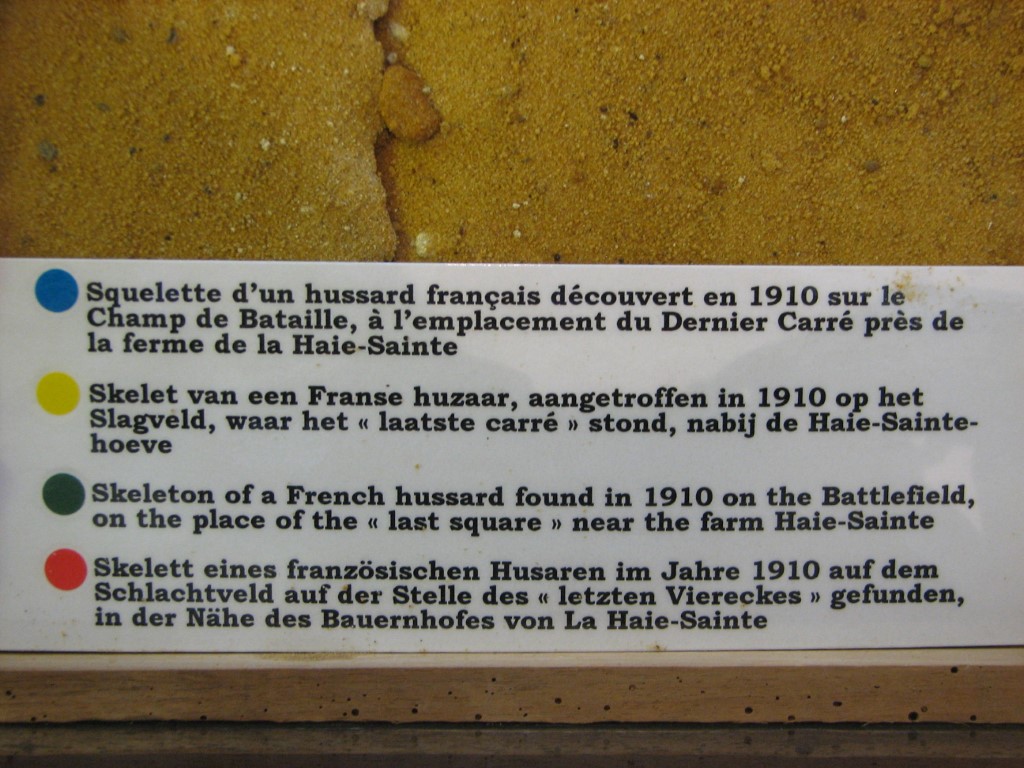 Squelette d'un hussard français découvert en 1910 sur le
Champ de Bataille, à l'emplacement du Dernier Carré près de
la ferme de la Haie-Sainte
Skelet van een Franse huzaar, aangetroffen in 1910 op het
Slagveld, waar het « laatste carré » stond, nabij de Haie-Sainte-
hoeve
Skeleton of a French hussard found in 1910 on the Battlefield,
on the place of the « last square » near the farm Haie-Sainte
Skelett eines französischen Husaren im Jahre 1910 auf dem
Schlachtveld auf der Stelle des « letzten Viereckes » gefunden,
in der Nähe des Bauernhofes von La Haie-Sainte